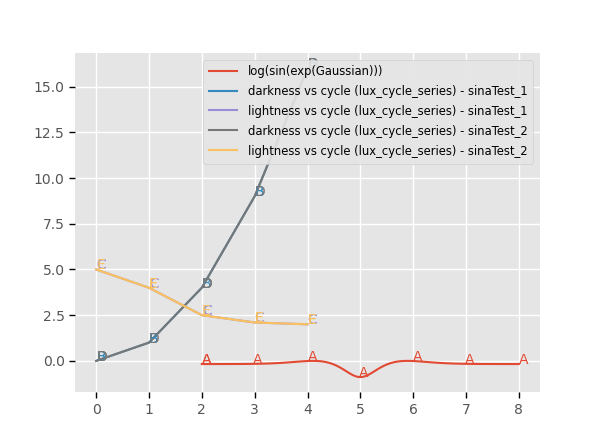 log(sin(exp(Gaussian)))
darkness vs cycle (lux_cycle_series) - sinaTest_1
lightness vs cycle (lux_cycle_series) - sinaTest_1
darkness vs cycle (lux_cycle_series) - sinaTest_2
lightness vs cycle (lux_cycle_series) - sinaTest_2
15.0
12.5
10.0
7.5
5.0
2.5
0.0
A A A A A A A
0 1 2 3 4 5 6 7 8